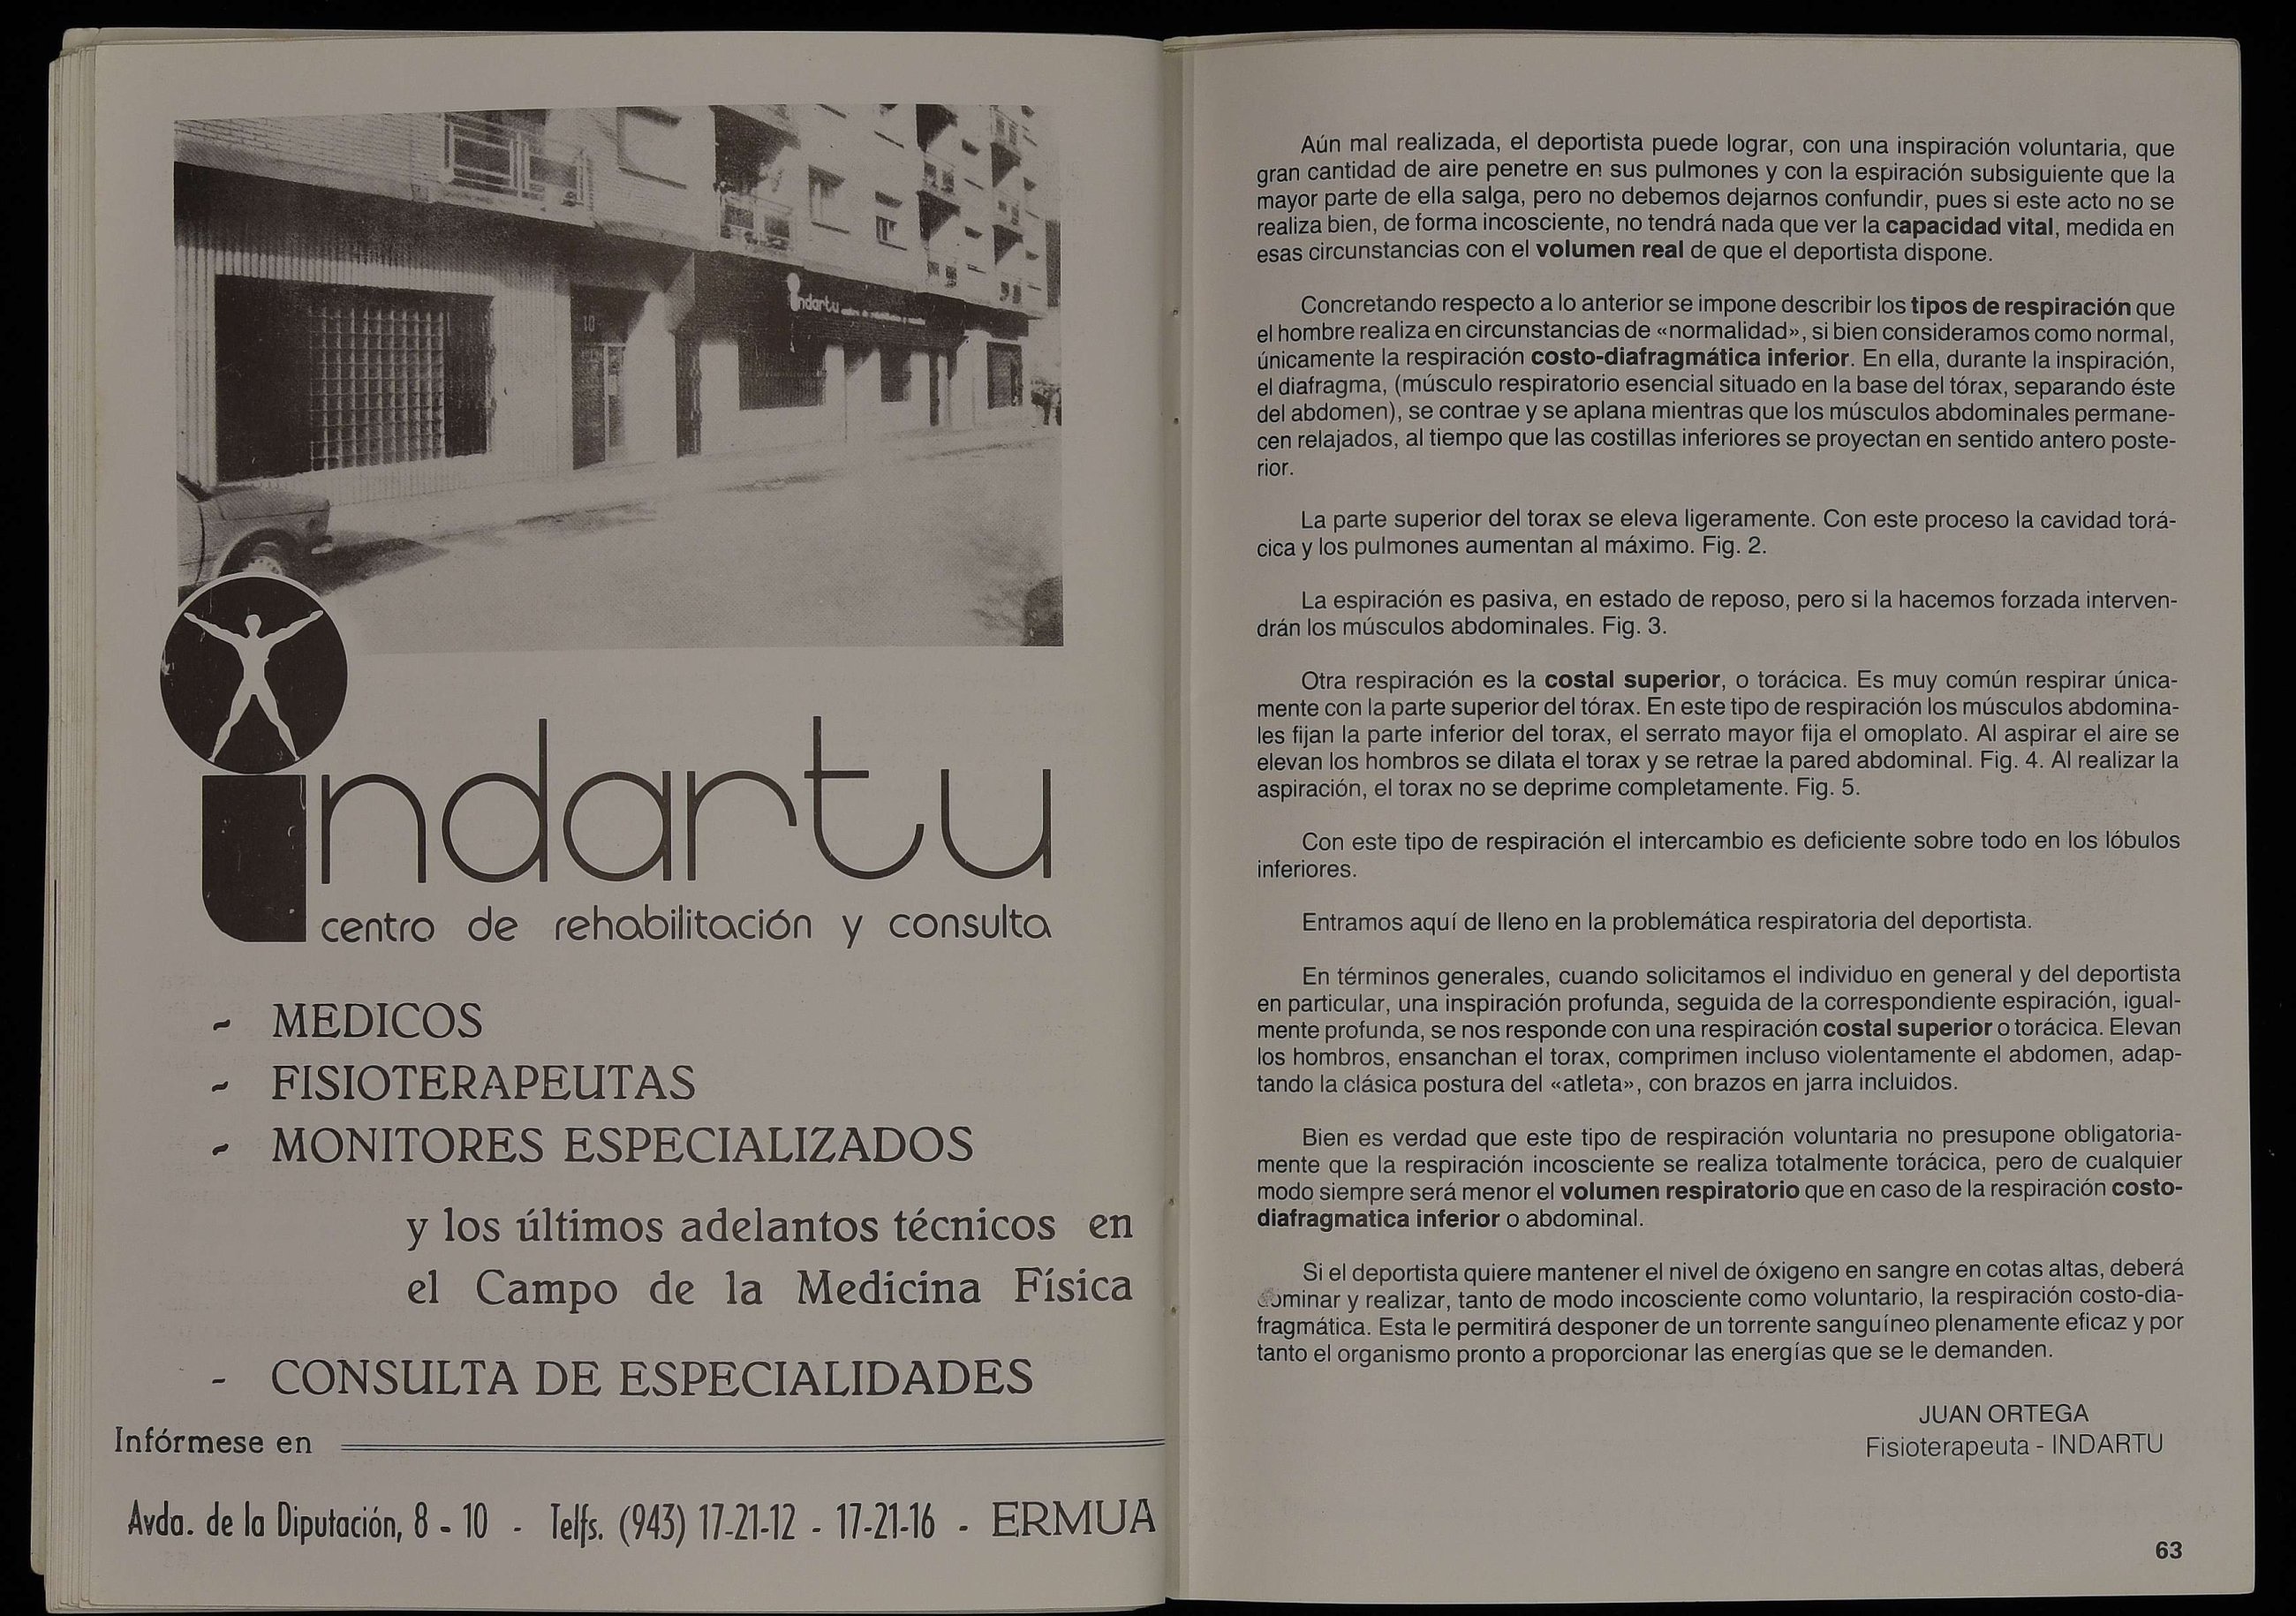 10
indartu centro de rehabilitación y consulta
indartu
centro de rehabilitación y consulta
- MEDICOS
- FISIOTERAPEUTAS
- MONITORES ESPECIALIZADOS
y los últimos adelantos técnicos en
el Campo de la Medicina Física
- CONSULTA DE ESPECIALIDADES
Infórmese en
Avda. de la Diputación, 8 - 10 - Telfs. (943) 17-21-12 - 17-21-16 - ERMUA
Aún mal realizada, el deportista puede lograr, con una inspiración voluntaria, que
gran cantidad de aire penetre en sus pulmones y con la espiración subsiguiente que la
mayor parte de ella salga, pero no debemos dejarnos confundir, pues si este acto no se
realiza bien, de forma incosciente, no tendrá nada que ver la capacidad vital, medida en
esas circunstancias con el volumen real de que el deportista dispone.
Concretando respecto a lo anterior se impone describir los tipos de respiración que
el hombre realiza en circunstancias de «normalidad», si bien consideramos como normal,
únicamente la respiración costo-diafragmática inferior. En ella, durante la inspiración,
el diafragma, (músculo respiratorio esencial situado en la base del tórax, separando éste
del abdomen), se contrae y se aplana mientras que los músculos abdominales permane-
cen relajados, al tiempo que las costillas inferiores se proyectan en sentido antero poste-
rior.
La parte superior del torax se eleva ligeramente. Con este proceso la cavidad torá-
cica y los pulmones aumentan al máximo. Fig. 2.
La espiración es pasiva, en estado de reposo, pero si la hacemos forzada interven-
drán los músculos abdominales. Fig. 3.
Otra respiración es la costal superior, o torácica. Es muy común respirar única-
mente con la parte superior del tórax. En este tipo de respiración los músculos abdomina-
les fijan la parte inferior del torax, el serrato mayor fija el omoplato. Al aspirar el aire se
elevan los hombros se dilata el torax y se retrae la pared abdominal. Fig. 4. Al realizar la
aspiración, el torax no se deprime completamente. Fig. 5.
Con este tipo de respiración el intercambio es deficiente sobre todo en los lóbulos
inferiores.
Entramos aquí de lleno en la problemática respiratoria del deportista.
En términos generales, cuando solicitamos el individuo en general y del deportista
en particular, una inspiración profunda, seguida de la correspondiente espiración, igual-
mente profunda, se nos responde con una respiración costal superior o torácica. Elevan
los hombros, ensanchan el torax, comprimen incluso violentamente el abdomen, adap-
tando la clásica postura del «atleta», con brazos en jarra incluidos.
Bien es verdad que este tipo de respiración voluntaria no presupone obligatoria-
mente que la respiración incosciente se realiza totalmente torácica, pero de cualquier
modo siempre será menor el volumen respiratorio que en caso de la respiración costo-
diafragmatica inferior o abdominal.
Si el deportista quiere mantener el nivel de óxigeno en sangre en cotas altas, deberá
dominar y realizar, tanto de modo incosciente como voluntario, la respiración costo-dia-
fragmática. Esta le permitirá desponer de un torrente sanguíneo plenamente eficaz y por
tanto el organismo pronto a proporcionar las energías que se le demanden.
JUAN ORTEGA
Fisioterapeuta - INDARTU
63